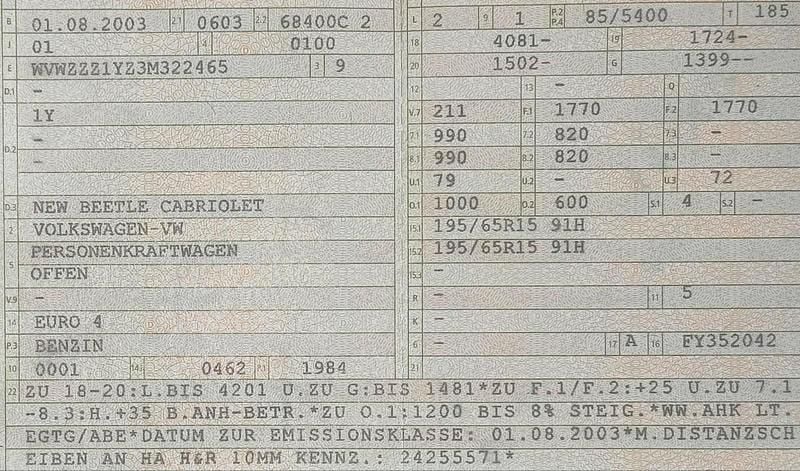 B 01.08.2003 2.1 0603 2.2 68400C 2
J 01 4 0100
E WVWZZZ1YZ3M322465 3 9
D.1 -
1Y
D.2 -
-
D.3 NEW BEETLE CABRIOLET
2 VOLKSWAGEN-VW
5 PERSONENKRAFTWAGEN
OFFEN
V.9 -
14 EURO 4
P.3 BENZIN
10 0001 14.1 0462 P.1 1984
L 2 9 1 P.2 P.4 85/5400 T 185
18 4081- 19 1724-
20 1502- G 1399--
12 13 - Q
V.7 211 F.1 1770 F.2 1770
7.1 990 7.2 820 7.3 -
8.1 990 8.2 820 8.3 -
U.1 79 U.2 - U.3 72
O.1 1000 O.2 600 S.1 4 S.2 -
15.1 195/65R15 91H
15.2 195/65R15 91H
15.3 -
R - 11 5
K -
6 - 17 A 16 FY352042
21
22 ZU 18-20:L.BIS 4201 U.ZU G:BIS 1481*ZU F.1/F.2:+25 U.ZU 7.1
-8.3:H.+35 B.ANH-BETR.*ZU O.1:1200 BIS 8% STEIG.*WW.AHK LT.
EGTG/ABE*DATUM ZUR EMISSIONSKLASSE: 01.08.2003*M.DISTANZSCH
EIBEN AN HA H&R 10MM KENNZ.: 24255571*